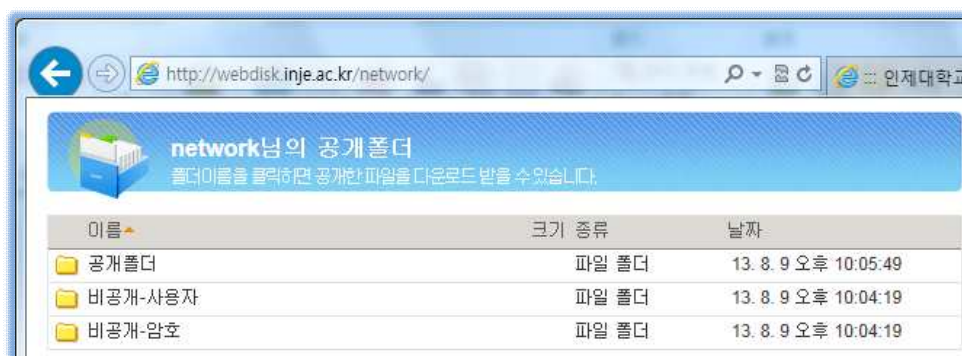 http://webdisk.inje.ac.kr/network/
::: 인제대학교
network님의 공개폴더
폴더이름을 클릭하면 공개한 파일을 다운로드 받을 수 있습니다.
이름 크기 종류 날짜
공개폴더 파일 폴더 13. 8. 9 오후 10:05:49
비공개-사용자 파일 폴더 13. 8. 9 오후 10:04:19
비공개-암호 파일 폴더 13. 8. 9 오후 10:04:19